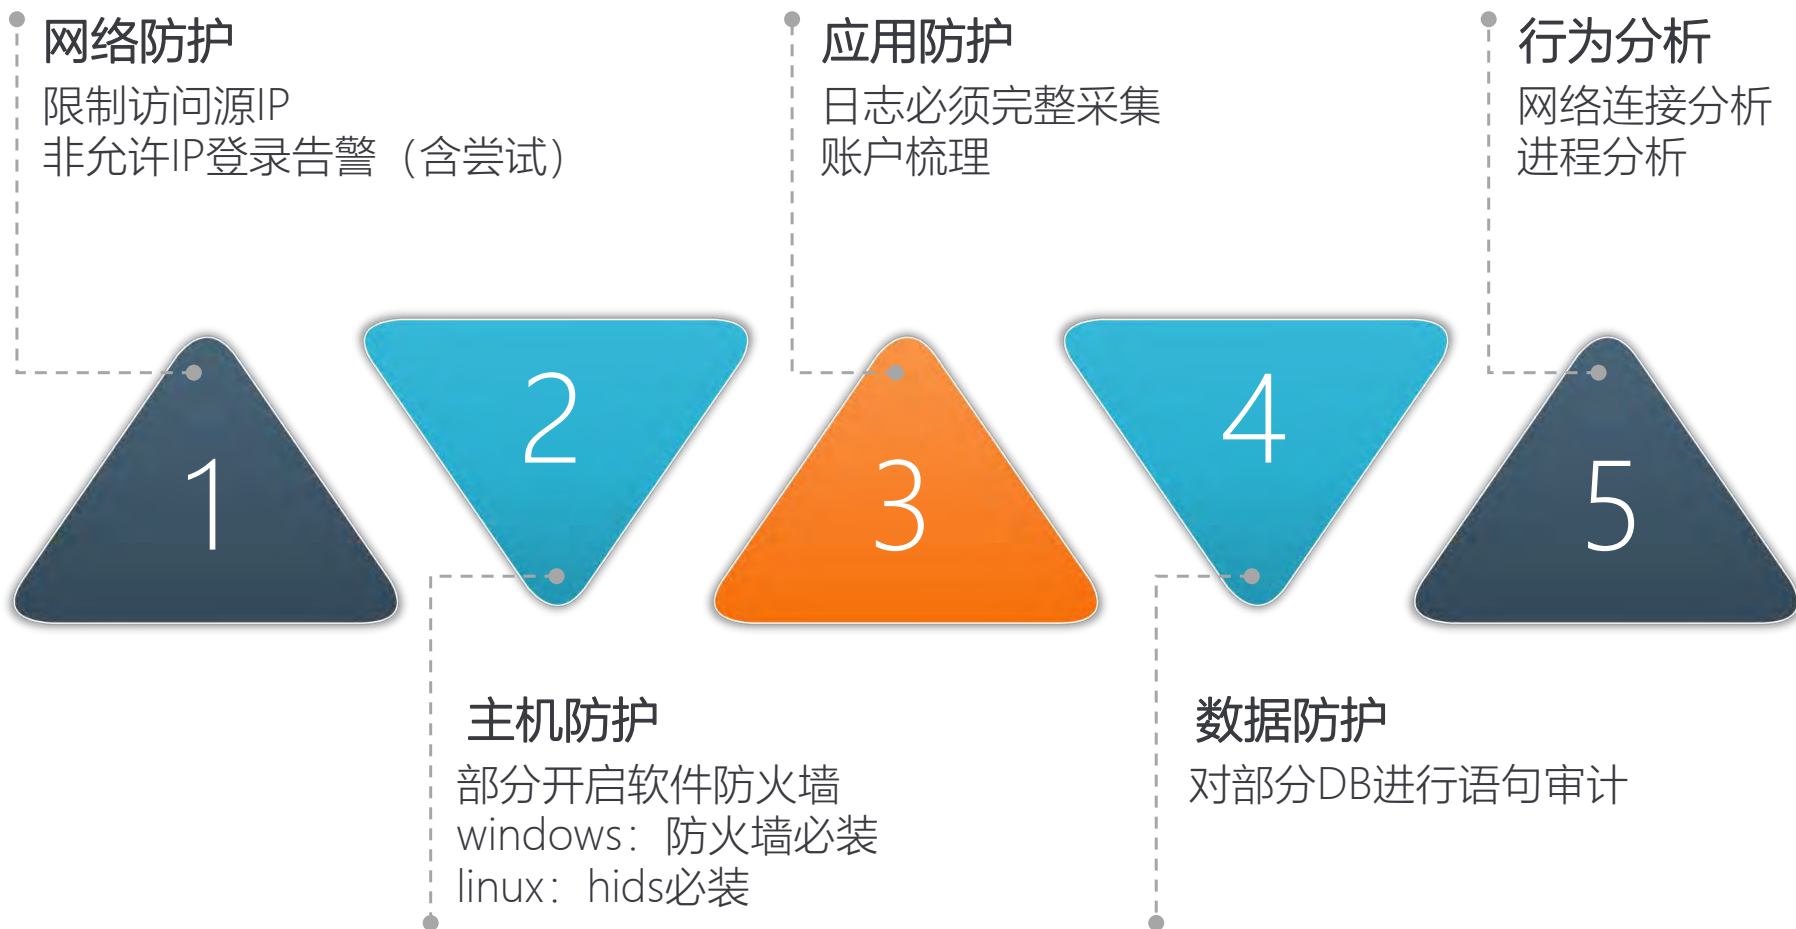 网络防护
限制访问源IP
非允许IP登录告警（含尝试）
应用防护
日志必须完整采集
账户梳理
行为分析
网络连接分析
进程分析
1
2
3
4
5
主机防护
部分开启软件防火墙
windows：防火墙必装
linux：hids必装
数据防护
对部分DB进行语句审计